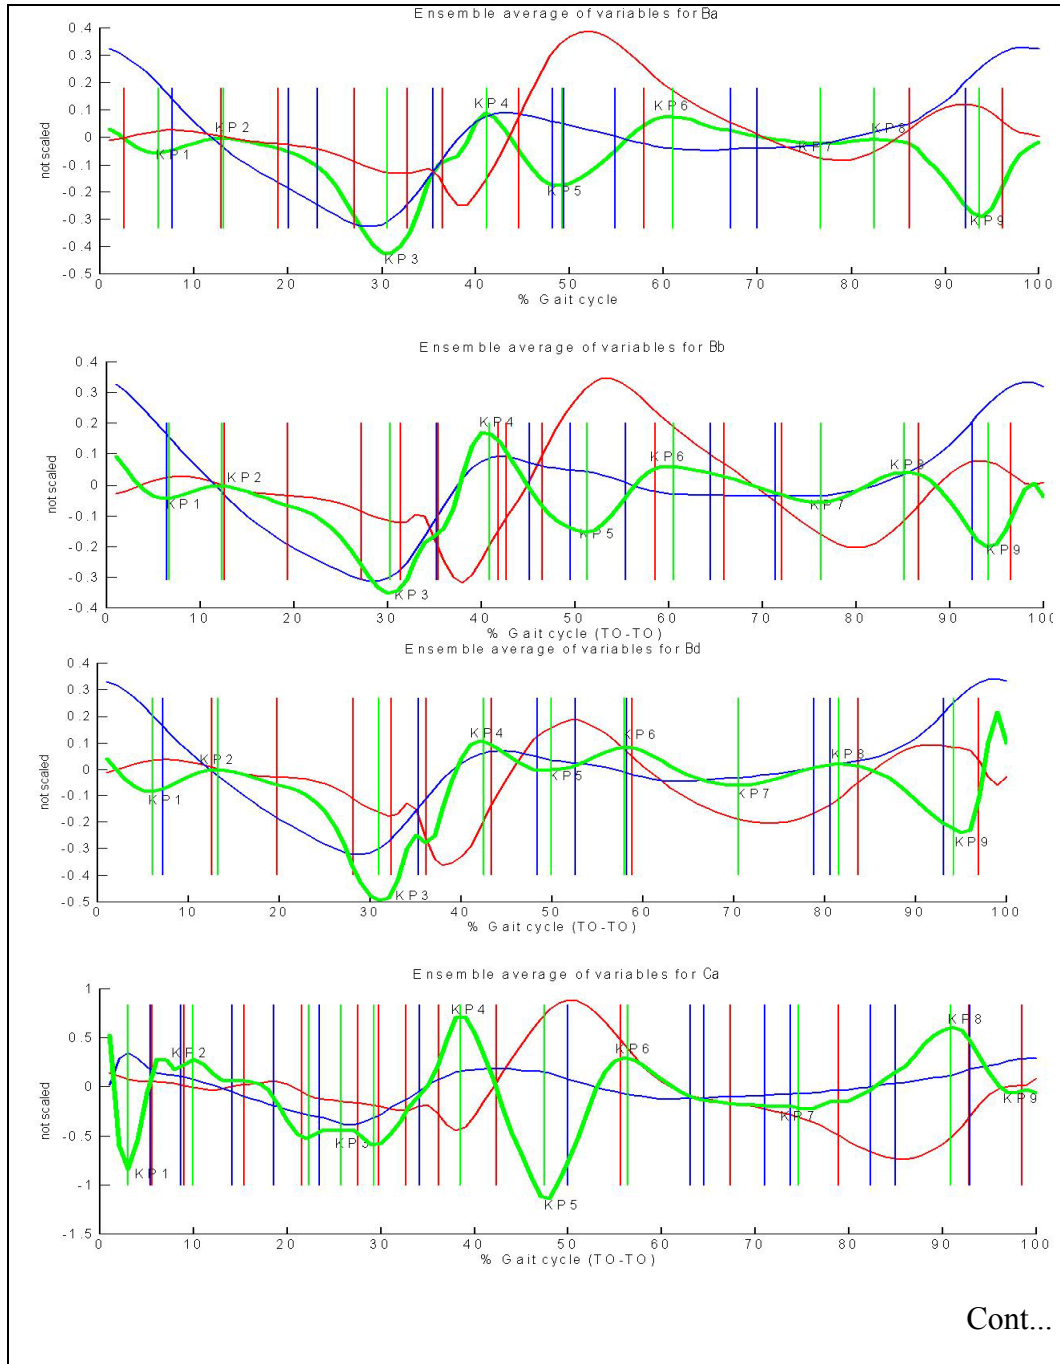 Ensemble average of variables for Ba
0.4
0.3
0.2
0.1
0
-0.1
-0.2
-0.3
-0.4
-0.5
not scaled
KP1
KP2
KP3
KP4
KP5
KP6
KP7
KP8
KP9
0 10 20 30 40 50 60 70 80 90 100
% Gait cycle
Ensemble average of variables for Bb
0.4
0.3
0.2
0.1
0
-0.1
-0.2
-0.3
-0.4
not scaled
KP1
KP2
KP3
KP4
KP5
KP6
KP7
KP8
KP9
0 10 20 30 40 50 60 70 80 90 100
% Gait cycle (TO-TO)
Ensemble average of variables for Bd
0.4
0.3
0.2
0.1
0
-0.1
-0.2
-0.3
-0.4
-0.5
not scaled
KP1
KP2
KP3
KP4
KP5
KP6
KP7
KP8
KP9
0 10 20 30 40 50 60 70 80 90 100
% Gait cycle (TO-TO)
Ensemble average of variables for Ca
1
0.5
0
-0.5
-1
-1.5
not scaled
KP1
KP2
KP3
KP4
KP5
KP6
KP7
KP8
KP9
0 10 20 30 40 50 60 70 80 90 100
% Gait cycle (TO-TO)
Cont...